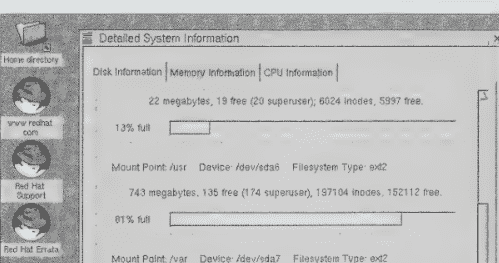 Detailed System Information
Home directory
Disk Information Memory Information CPU Information
22 megabytes, 19 free (20 superuser); 6024 inodes, 5997 free.
13% full
www redhat
com
Mount Point: /usr Device: /dev/sda6 Filesystem Type: ext2
743 megabytes, 135 free (174 superuser), 197104 inodes, 152112 free.
Red Hat
Support
81% full
Red Hat Errata
Mount Point: /var Device: /dev/sda7 Filesystem Type: ext2